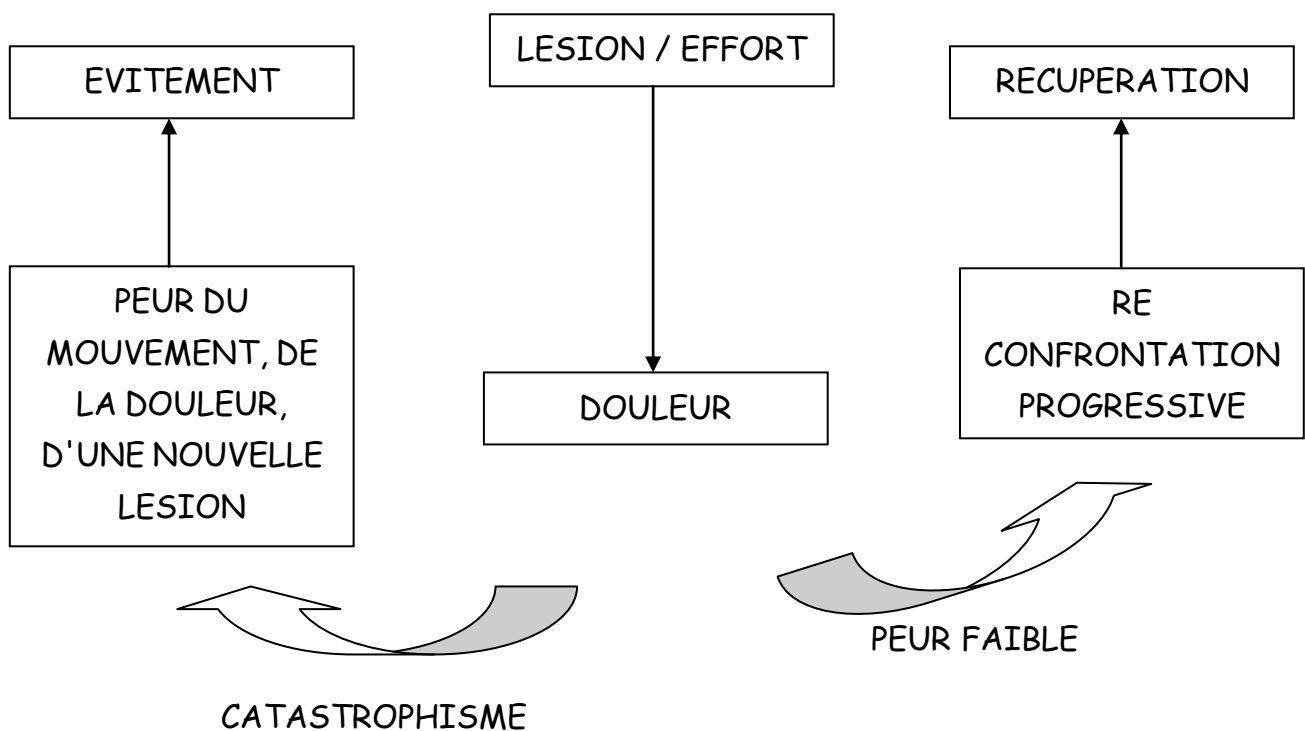 LESION / EFFORT
EVITEMENT
RECUPERATION
PEUR DU
MOUVEMENT, DE
LA DOULEUR,
D'UNE NOUVELLE
LESION
DOULEUR
RE
CONFRONTATION
PROGRESSIVE
PEUR FAIBLE
CATASTROPHISME